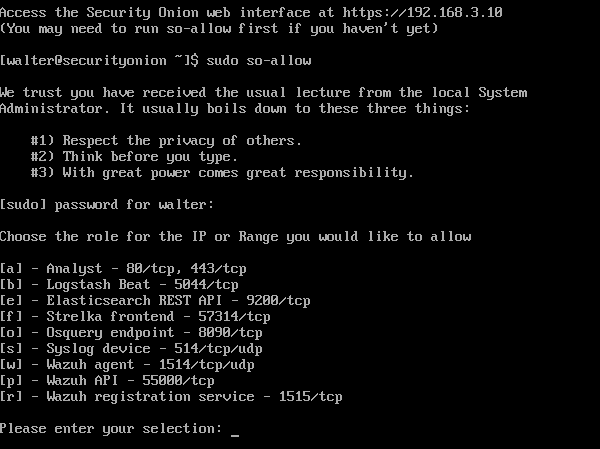 Access the Security Onion web interface at https://192.168.3.10
(You may need to run so-allow first if you haven't yet)
[walter@securityonion ~]$ sudo so-allow
We trust you have received the usual lecture from the local System
Administrator. It usually boils down to these three things:
#1) Respect the privacy of others.
#2) Think before you type.
#3) With great power comes great responsibility.
[sudo] password for walter:
Choose the role for the IP or Range you would like to allow
[a] - Analyst - 80/tcp, 443/tcp
[b] - Logstash Beat - 5044/tcp
[e] - Elasticsearch REST API - 9200/tcp
[f] - Strelka frontend - 57314/tcp
[o] - Osquery endpoint - 8090/tcp
[s] - Syslog device - 514/tcp/udp
[w] - Wazuh agent - 1514/tcp/udp
[p] - Wazuh API - 55000/tcp
[r] - Wazuh registration service - 1515/tcp
Please enter your selection: _